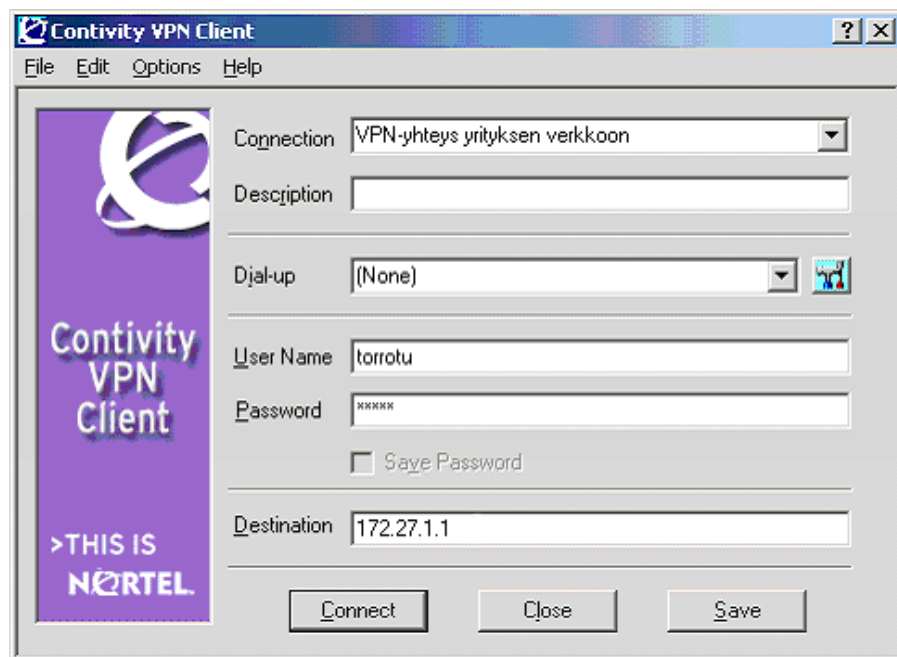 Contivity VPN Client
File Edit Options Help
Connection VPN-yhteys yrityksen verkkoon
Description
Dial-up (None)
User Name torrotu
Password *****
Save Password
Destination 172.27.1.1
Connect Close Save
Contivity
VPN
Client
>THIS IS
NORTEL.